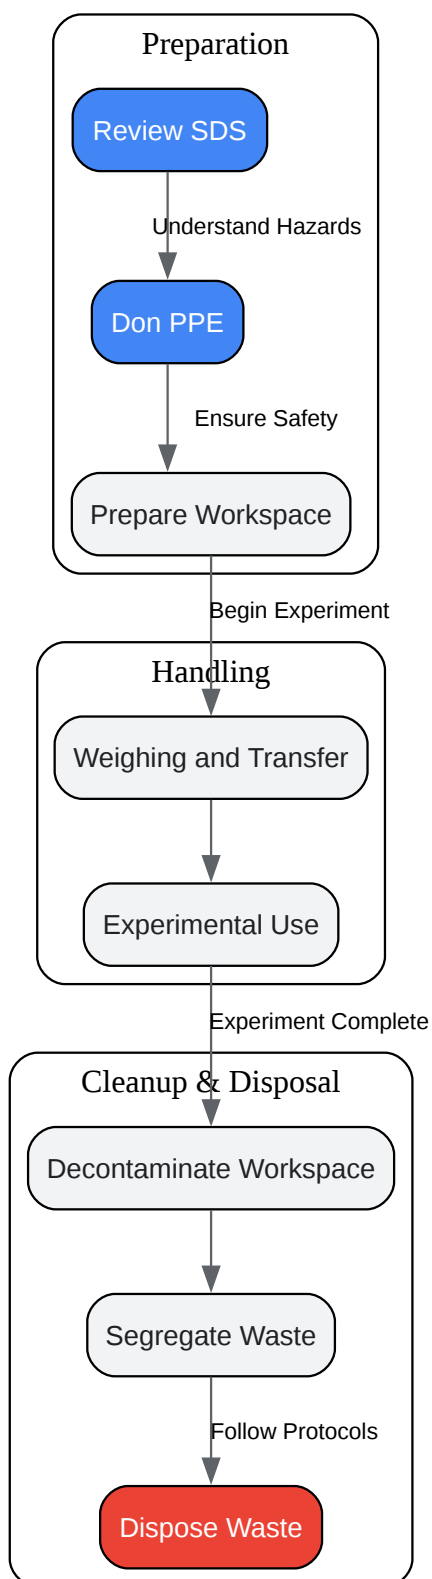 Preparation
Review SDS
Understand Hazards
Don PPE
Ensure Safety
Prepare Workspace
Begin Experiment
Handling
Weighing and Transfer
Experimental Use
Experiment Complete
Cleanup & Disposal
Decontaminate Workspace
Segregate Waste
Follow Protocols
Dispose Waste